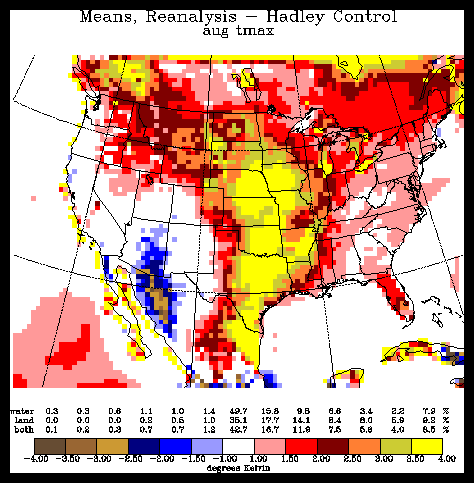 Means, Reanalysis – Hadley Control
aug tmax
water 0.3 0.3 0.6 1.1 1.0 1.4 49.7 15.8 9.5 6.6 3.4 2.2 7.9 %
land 0.0 0.0 0.0 0.2 0.5 1.0 35.1 17.7 14.1 8.4 8.0 5.9 9.2 %
both 0.1 0.2 0.3 0.7 0.7 1.2 42.7 16.7 11.8 7.5 5.8 4.0 8.5 %
-4.00 -3.50 -3.00 -2.50 -2.00 -1.50 -1.00 1.00 1.50 2.00 2.50 3.00 3.50 4.00
degrees Kelvin